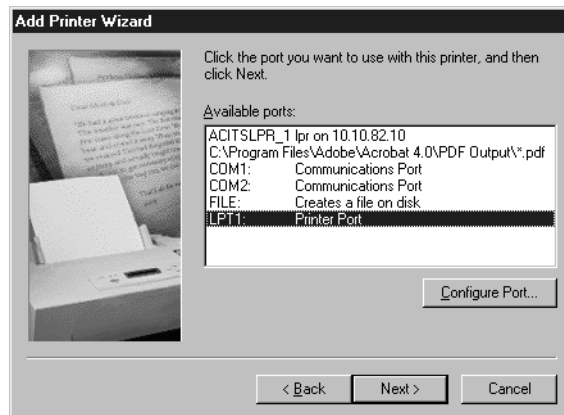 Add Printer Wizard
Click the port you want to use with this printer, and then
click Next.
Available ports:
ACITSLPR_1 lpr on 10.10.82.10
C:\Program Files\Adobe\Acrobat 4.0\PDF Output\*.pdf
COM1: Communications Port
COM2: Communications Port
FILE: Creates a file on disk
LPT1: Printer Port
Configure Port...
< Back Next > Cancel